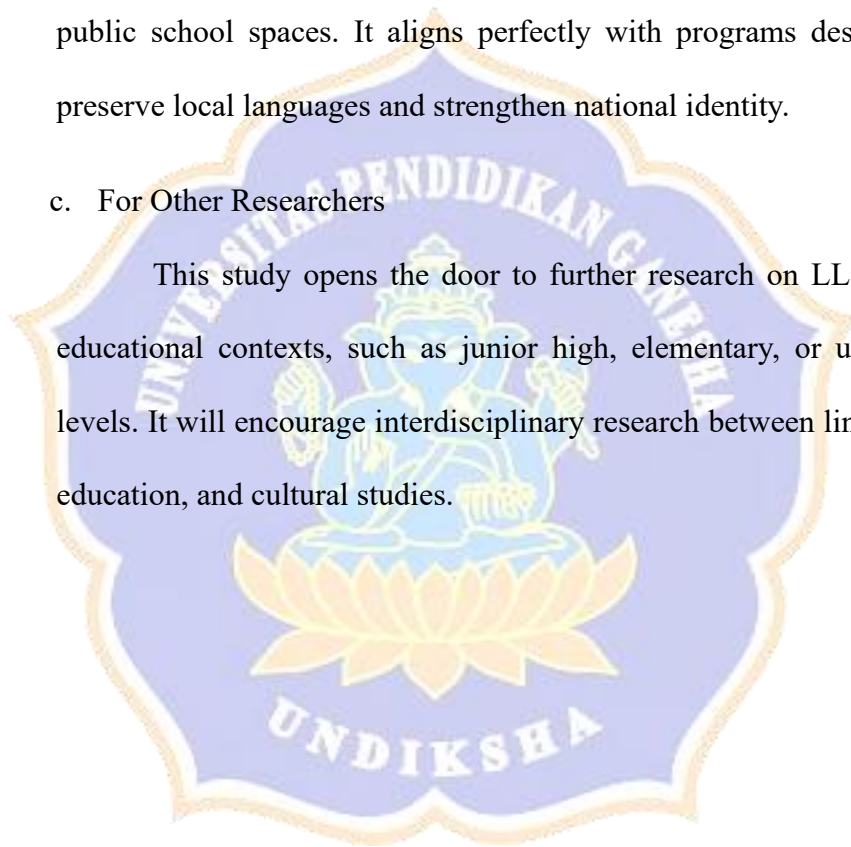 public school spaces. It aligns perfectly with programs des
preserve local languages and strengthen national identity.
c. For Other Researchers
This study opens the door to further research on LL
educational contexts, such as junior high, elementary, or u
levels. It will encourage interdisciplinary research between lin
education, and cultural studies.
UNIVERSITAS PENDIDIKAN GANESHA
UNDIKSHA